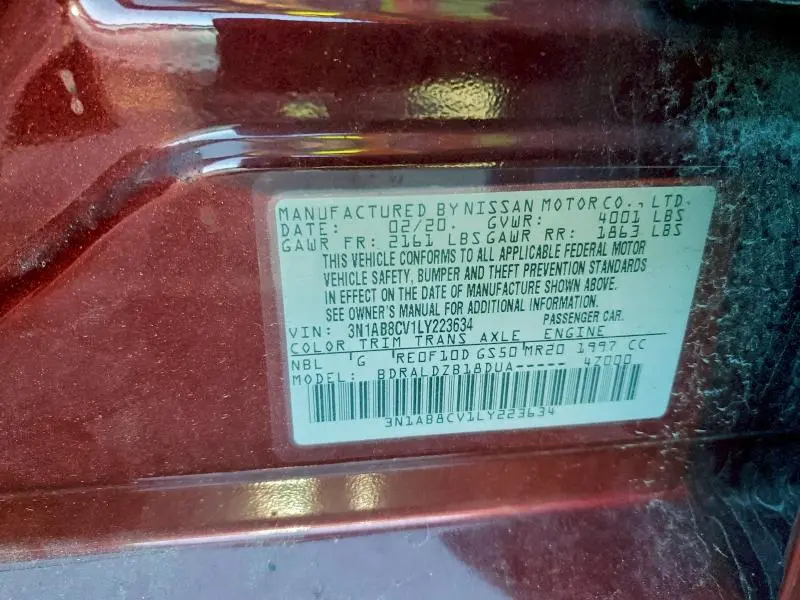 MANUFACTURED BY NISSAN MOTOR CO., LTD.
DATE: 02/20. GVWR: 4001 LBS
GAWR FR: 2161 LBS GAWR RR: 1863 LBS
THIS VEHICLE CONFORMS TO ALL APPLICABLE FEDERAL MOTOR
VEHICLE SAFETY, BUMPER AND THEFT PREVENTION STANDARDS
IN EFFECT ON THE DATE OF MANUFACTURE SHOWN ABOVE.
SEE OWNER'S MANUAL FOR ADDITIONAL INFORMATION.
VIN: 3N1AB8CV1LY223634 PASSENGER CAR.
COLOR TRIM TRANS AXLE ENGINE
NBL G RE0F10D GS50 MR20 1997 CC
MODEL: BDRALDZB18DUA----- 47000
3N1AB8CV1LY223634